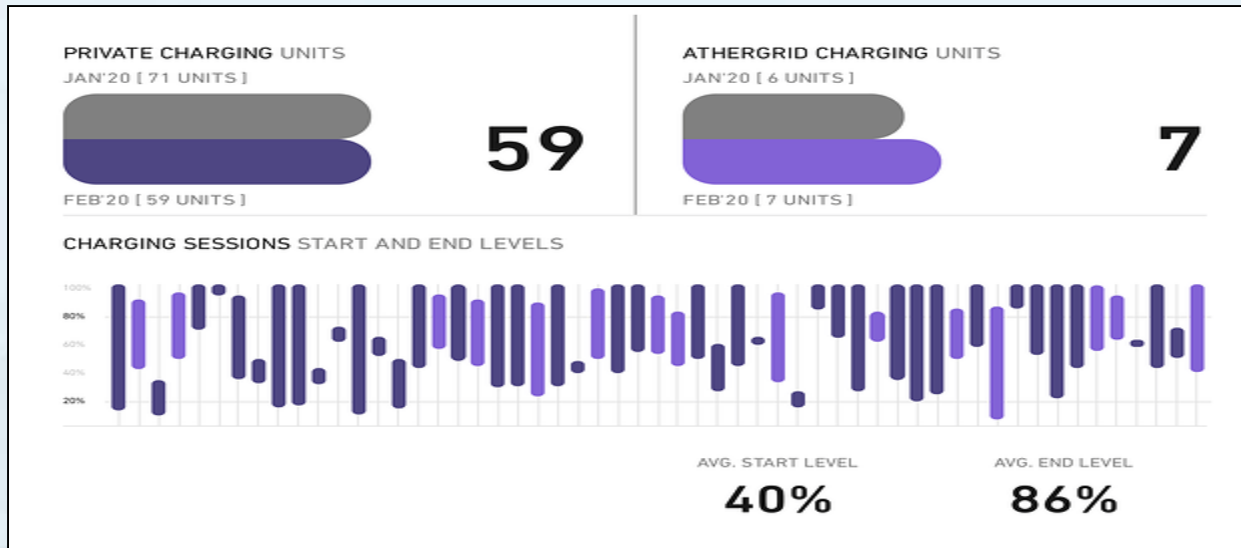 PRIVATE CHARGING UNITS
JAN'20 [ 71 UNITS ]
59
FEB'20 [ 59 UNITS ]
ATHERGRID CHARGING UNITS
JAN'20 [ 6 UNITS ]
7
FEB'20 [ 7 UNITS ]
CHARGING SESSIONS START AND END LEVELS
100%
80%
60%
40%
20%
AVG. START LEVEL
40%
AVG. END LEVEL
86%